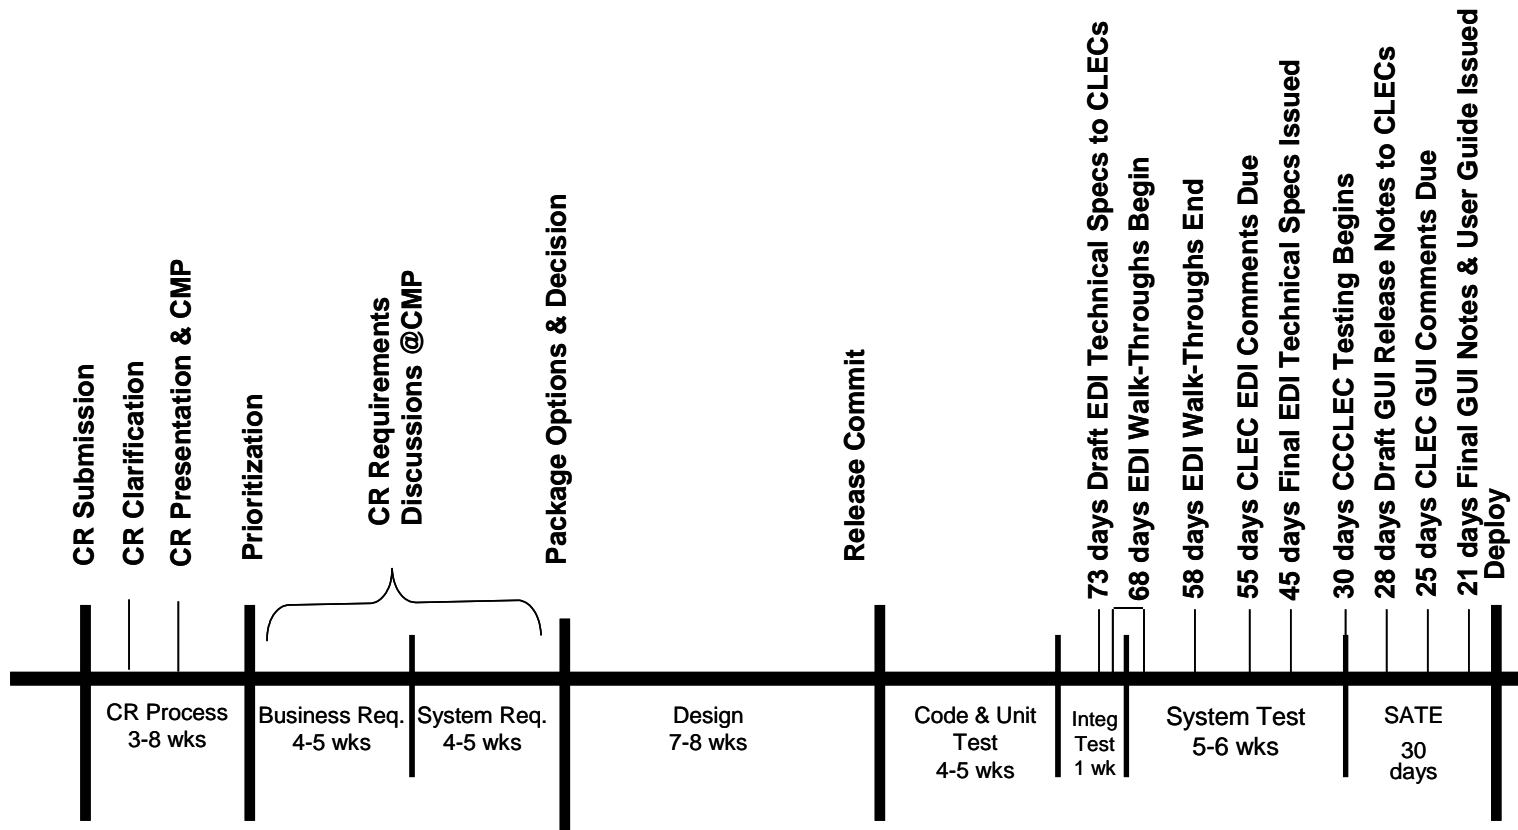 CR Submission
CR Clarification
CR Presentation & CMP
Prioritization
CR Requirements
Discussions @CMP
Package Options & Decision
Release Commit
73 days Draft EDI Technical Specs to CLECs
68 days EDI Walk-Throughs Begin
58 days EDI Walk-Throughs End
55 days CLEC EDI Comments Due
45 days Final EDI Technical Specs Issued
30 days CCCLEC Testing Begins
28 days Draft GUI Release Notes to CLECs
25 days CLEC GUI Comments Due
21 days Final GUI Notes & User Guide Issued
Deploy
CR Process
3-8 wks
Business Req.
4-5 wks
System Req.
4-5 wks
Design
7-8 wks
Code & Unit
Test
4-5 wks
Integ
Test
1 wk
System Test
5-6 wks
SATE
30
days